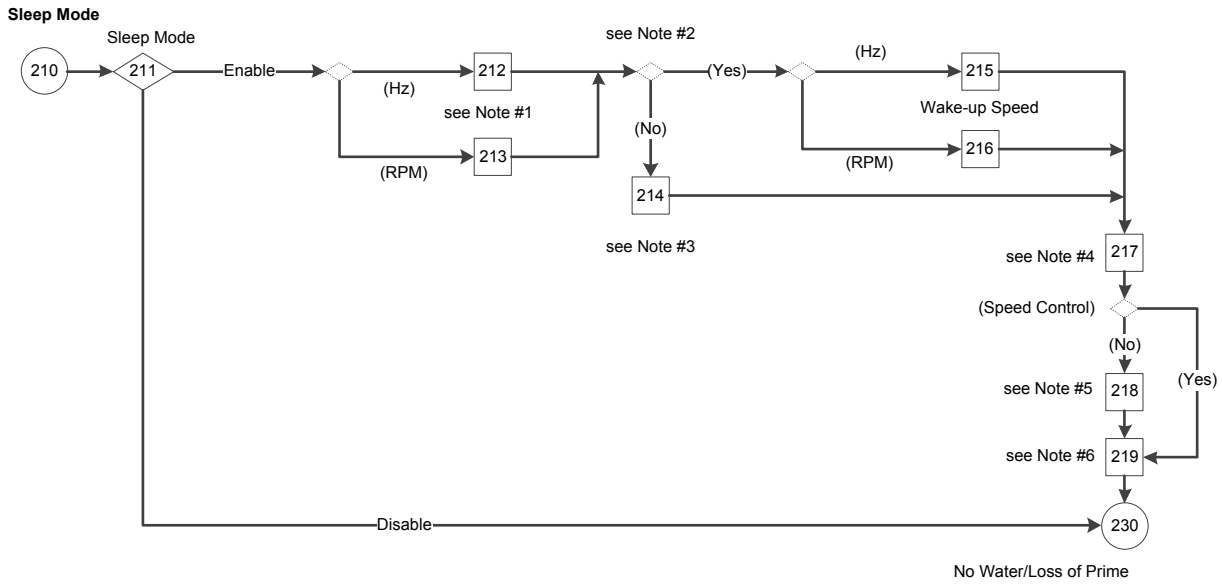 Sleep Mode
Sleep Mode
210
211
Enable
(Hz)
212
see Note #1
(RPM)
213
see Note #2
(Yes)
(No)
214
see Note #3
(Hz)
215
Wake-up Speed
(RPM)
216
see Note #4
217
(Speed Control)
(No)
(Yes)
see Note #5
218
see Note #6
219
Disable
230
No Water/Loss of Prime